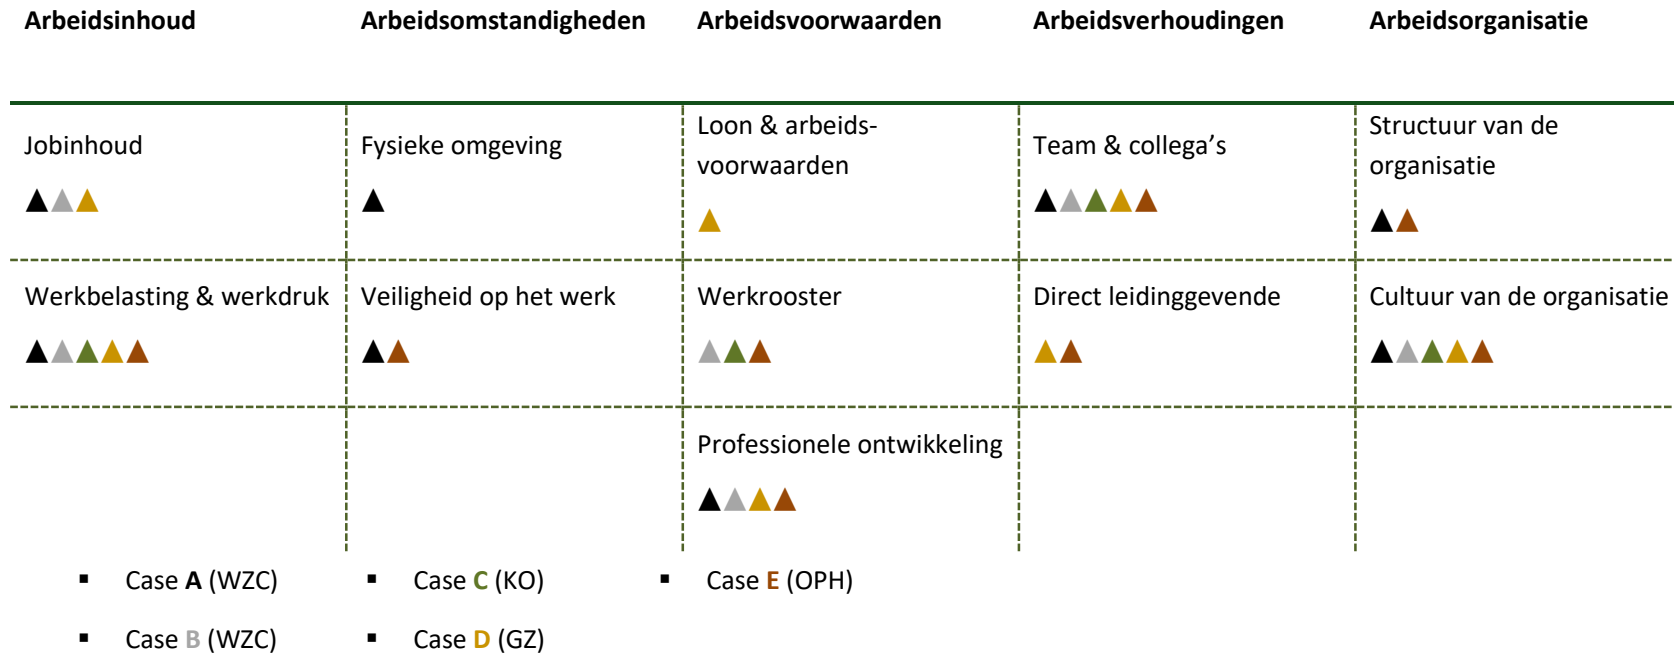 Arbeidsinhoud
Arbeidsomstandigheden
Arbeidsvoorwaarden
Arbeidsverhoudingen
Arbeidsorganisatie
Jobinhoud
Fysieke omgeving
Loon & arbeids-
voorwaarden
Team & collega’s
Structuur van de
organisatie
Werkbelasting & werkdruk
Veiligheid op het werk
Werkrooster
Direct leidinggevende
Cultuur van de organisatie
Professionele ontwikkeling
Case A (WZC)
Case C (KO)
Case E (OPH)
Case B (WZC)
Case D (GZ)